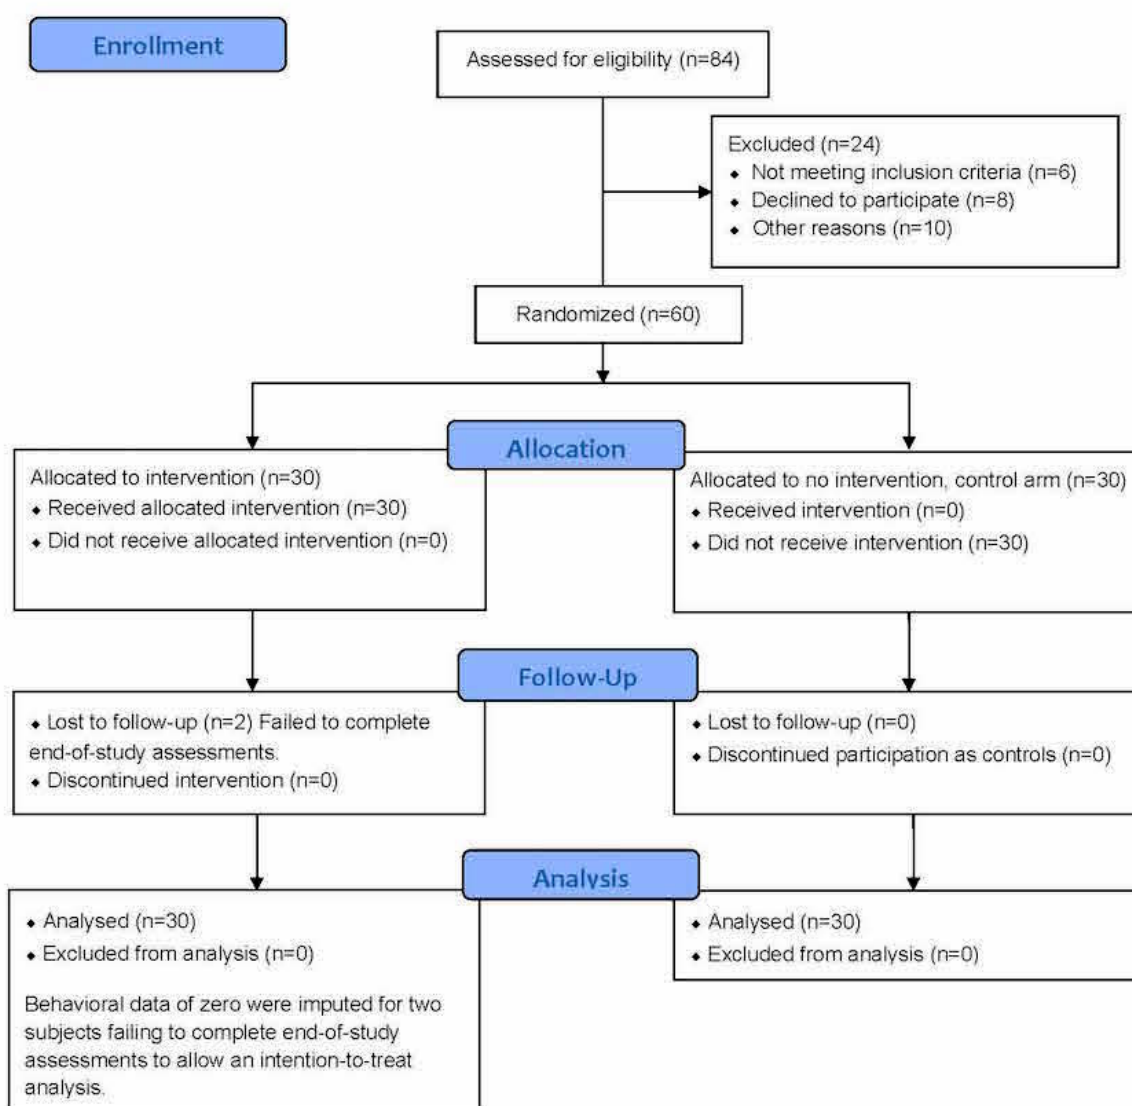 Enrollment
Assessed for eligibility (n=84)
Excluded (n=24)
⬥ Not meeting inclusion criteria (n=6)
⬥ Declined to participate (n=8)
⬥ Other reasons (n=10)
Randomized (n=60)
Allocation
Allocated to intervention (n=30)
⬥ Received allocated intervention (n=30)
⬥ Did not receive allocated intervention (n=0)
Allocated to no intervention, control arm (n=30)
⬥ Received intervention (n=0)
⬥ Did not receive intervention (n=30)
Follow-Up
⬥ Lost to follow-up (n=2) Failed to complete
end-of-study assessments.
⬥ Discontinued intervention (n=0)
⬥ Lost to follow-up (n=0)
⬥ Discontinued participation as controls (n=0)
Analysis
⬥ Analysed (n=30)
⬥ Excluded from analysis (n=0)
Behavioral data of zero were imputed for two
subjects failing to complete end-of-study
assessments to allow an intention-to-treat
analysis.
⬥ Analysed (n=30)
⬥ Excluded from analysis (n=0)